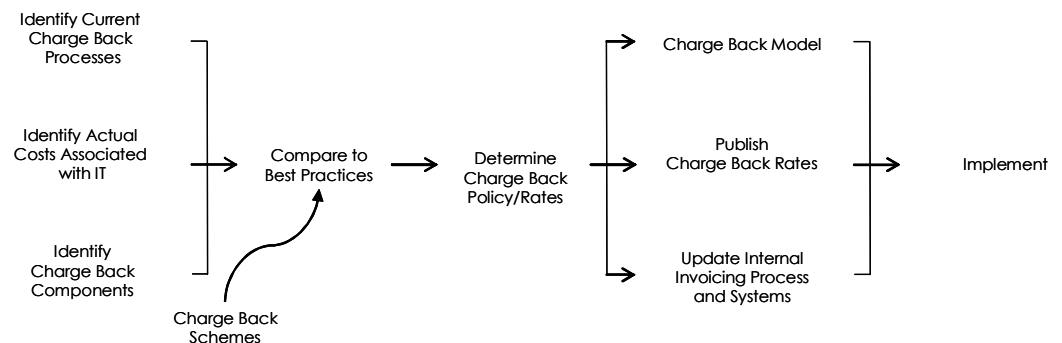 Identify Current
Charge Back
Processes
Identify Actual
Costs Associated
with IT
Identify
Charge Back
Components
Charge Back
Schemes
Compare to
Best Practices
Determine
Charge Back
Policy/Rates
Charge Back Model
Publish
Charge Back Rates
Update Internal
Invoicing Process
and Systems
Implement